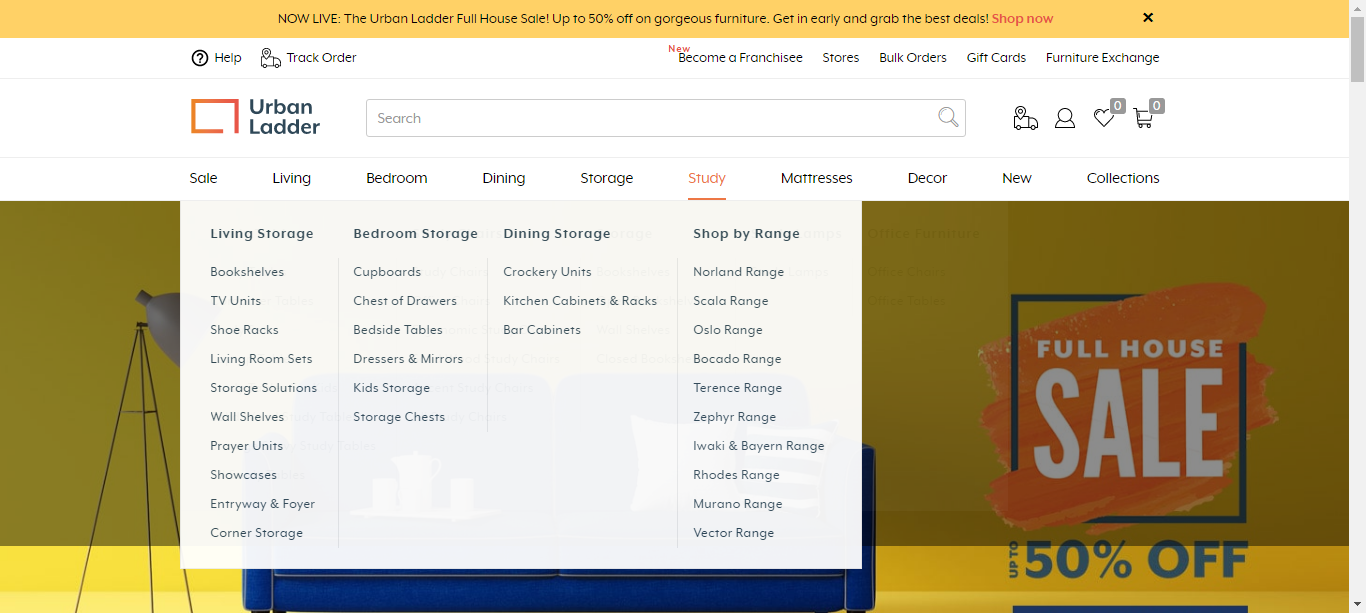 NOW LIVE: The Urban Ladder Full House Sale! Up to 50% off on gorgeous furniture. Get in early and grab the best deals! Shop now ×
Help Track Order New Become a Franchisee Stores Bulk Orders Gift Cards Furniture Exchange
Urban
Ladder
Search
0 0
Sale Living Bedroom Dining Storage Study Mattresses Decor New Collections
Living Storage
Bookshelves
TV Units
Shoe Racks
Living Room Sets
Storage Solutions
Wall Shelves
Prayer Units
Showcases
Entryway & Foyer
Corner Storage
Bedroom Storage
Cupboards
Chest of Drawers
Bedside Tables
Dressers & Mirrors
Kids Storage
Storage Chests
Dining Storage
Crockery Units
Kitchen Cabinets & Racks
Bar Cabinets
Shop by Range
Norland Range
Scala Range
Oslo Range
Bocado Range
Terence Range
Zephyr Range
Iwaki & Bayern Range
Rhodes Range
Murano Range
Vector Range
Office Furniture
Office Tables
FULL HOUSE
SALE
UP TO 50% OFF